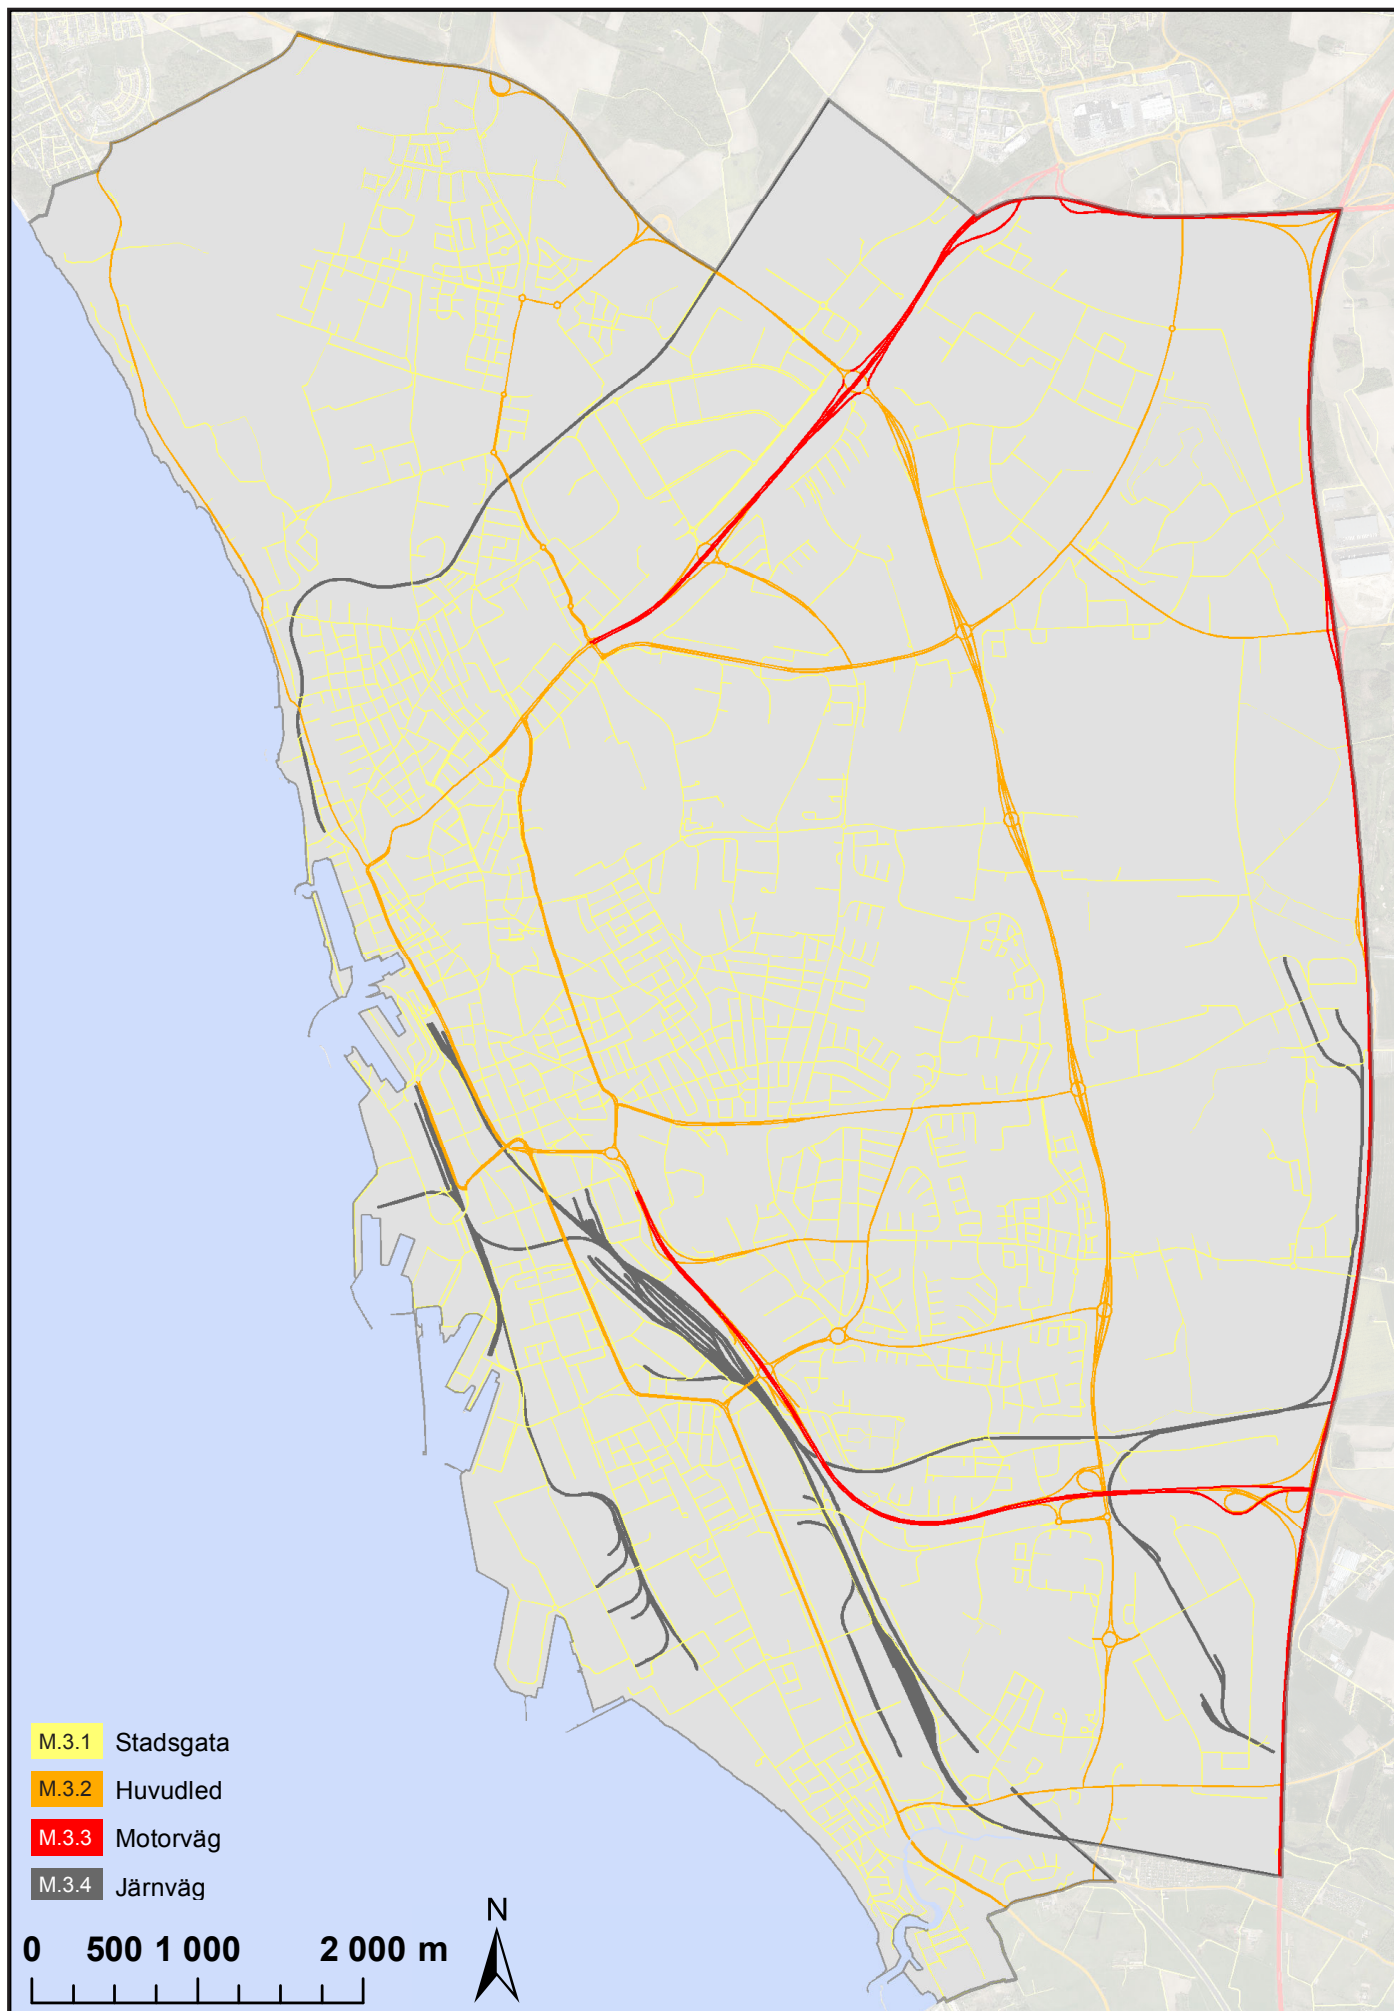 M.3.1 Stadsgata
M.3.2 Huvudled
M.3.3 Motorväg
M.3.4 Järnväg
N
0 500 1 000 2 000 m